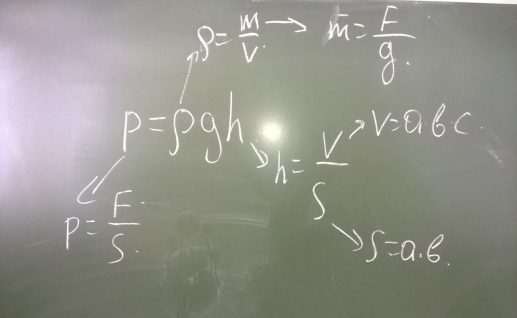 ρ = m/V → m = F/g.
p = ρgh
h = V/S
V = a·b·c.
p = F/S.
S = a·b.